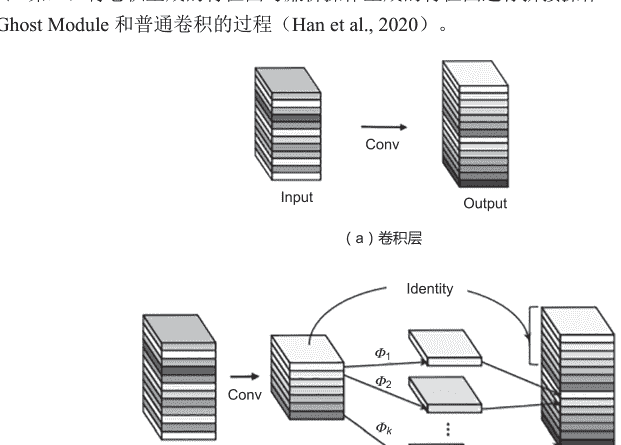 Ghost Module 和普通卷积的过程（Han et al., 2020）。
Conv
Input
Output
（a）卷积层
Identity
Φ1
Φ2
Conv
Φk